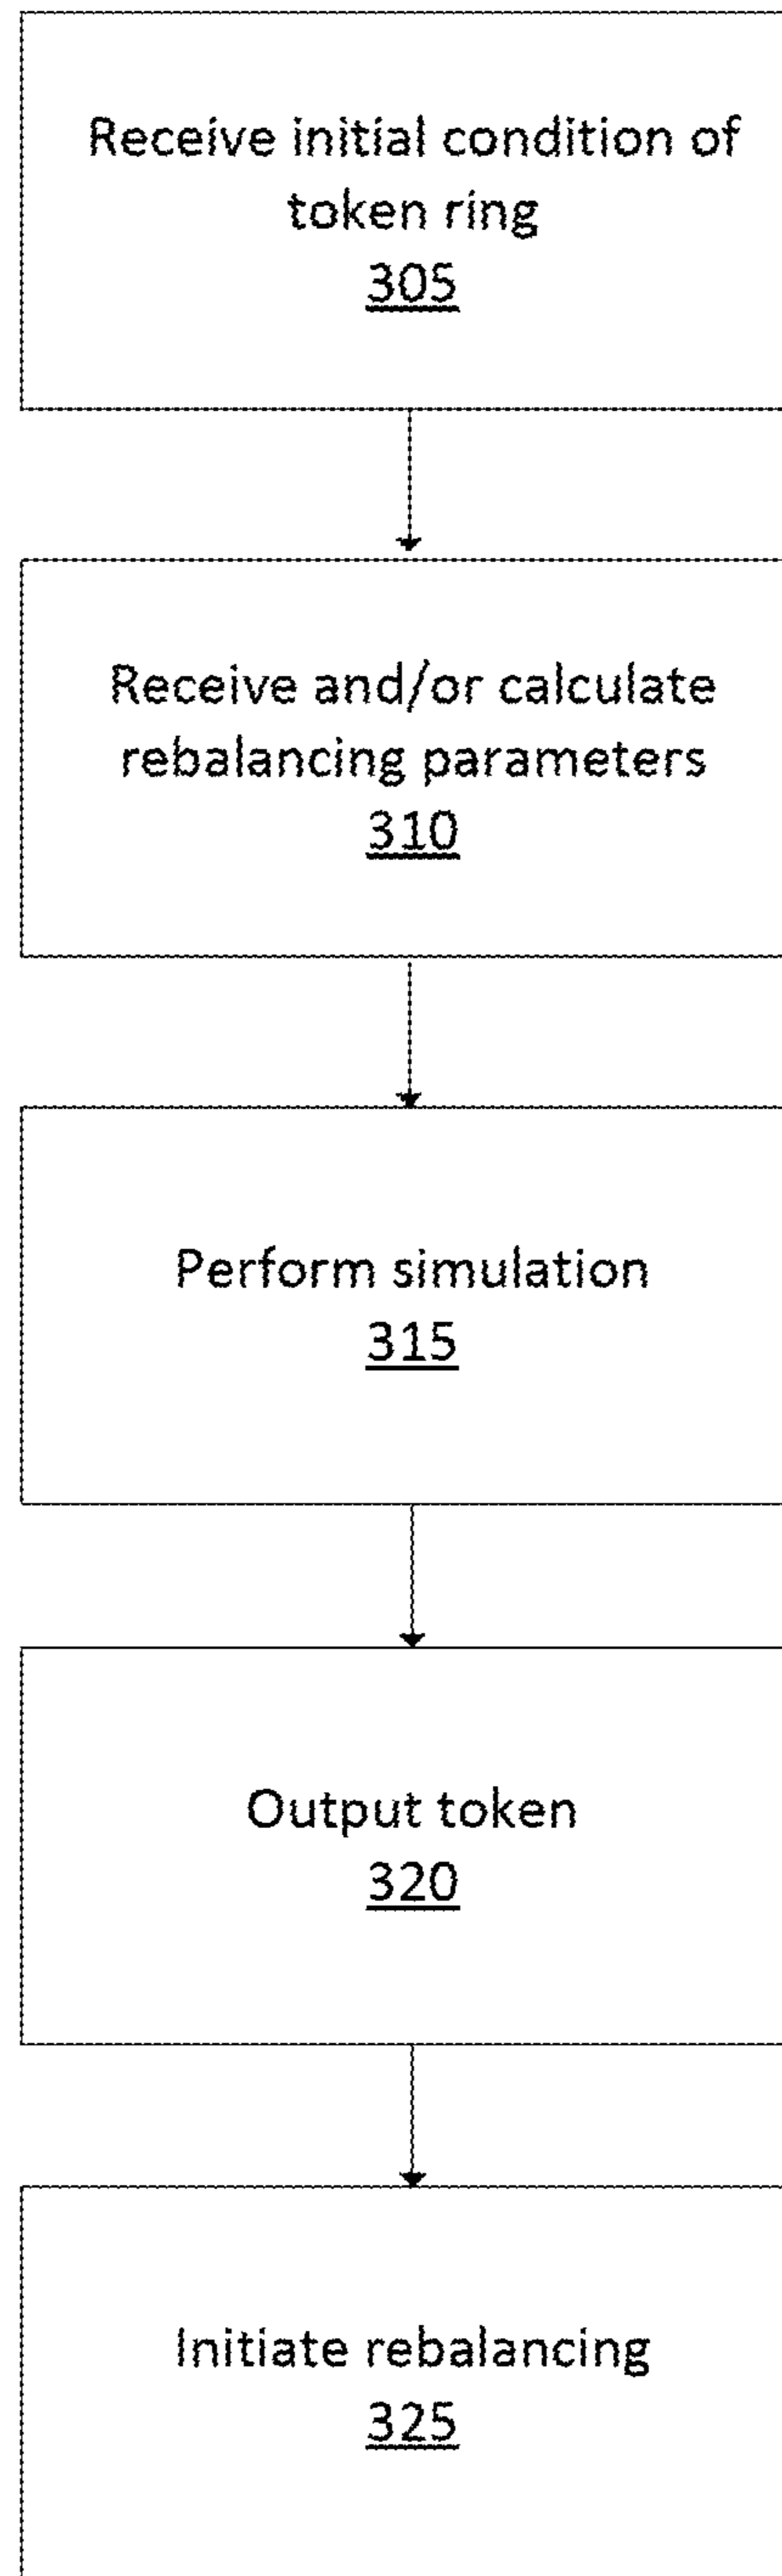 Receive initial condition of
token ring
305
Receive and/or calculate
rebalancing parameters
310
Perform simulation
315
Output token
320
Initiate rebalancing
325